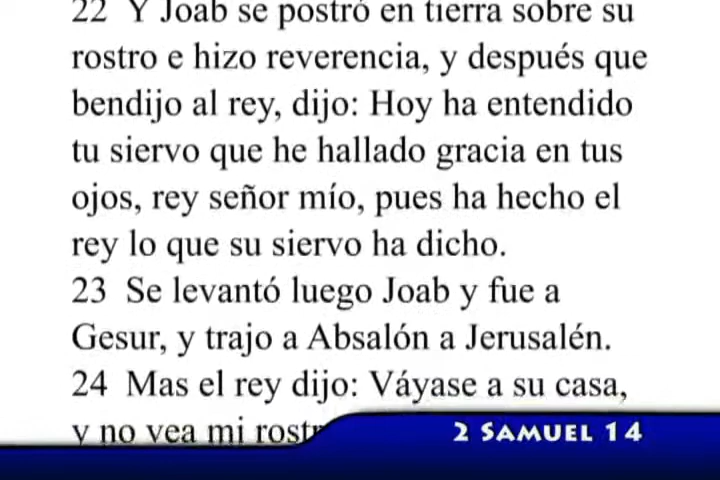 22 Y Joab se postró en tierra sobre su
rostro e hizo reverencia, y después que
bendijo al rey, dijo: Hoy ha entendido
tu siervo que he hallado gracia en tus
ojos, rey señor mío, pues ha hecho el
rey lo que su siervo ha dicho.
23 Se levantó luego Joab y fue a
Gesur, y trajo a Absalón a Jerusalén.
24 Mas el rey dijo: Váyase a su casa,
y no vea mi rostr
2 SAMUEL 14